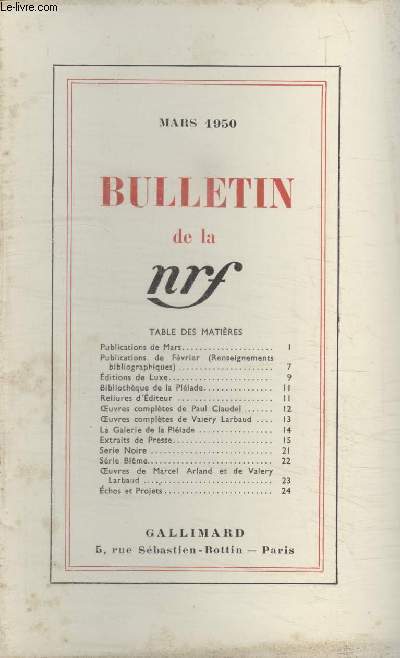 Le-livre.com
MARS 1950
BULLETIN
de la
nrf
TABLE DES MATIÈRES
Publications de Mars..................... 1
Publications de Février (Renseignements
bibliographiques)..................... 7
Éditions de Luxe........................ 9
Bibliothèque de la Pléiade................ 11
Reliures d'Éditeur ...................... 11
Œuvres complètes de Paul Claudel ...... 12
Œuvres complètes de Valery Larbaud .... 13
La Galerie de la Pléiade ................ 14
Extraits de Presse....................... 15
Serie Noire ............................ 21
Série Blême............................ 22
Œuvres de Marcel Arland et de Valery
Larbaud ............................ 23
Échos et Projets ........................ 24
GALLIMARD
5, rue Sébastien-Bottin — Paris